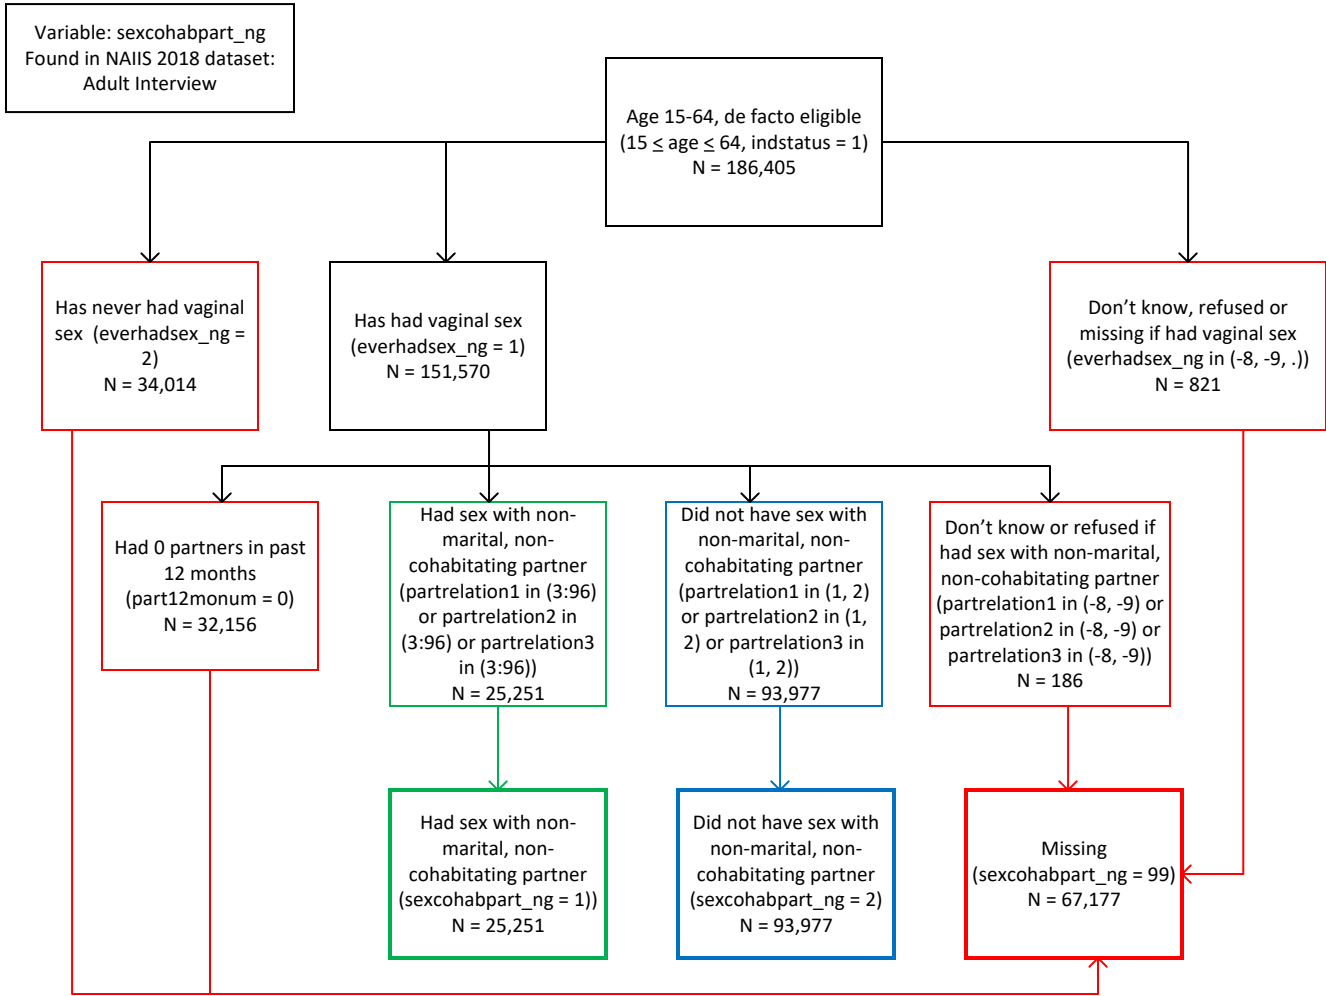 Variable: sexcohabpart_ng
Found in NAIIS 2018 dataset:
Adult Interview
Age 15-64, de facto eligible
(15 < age < 64, indstatus = 1)
N = 186,405
Has never had vaginal
sex (everhadsex_ng =
2)
N = 34,014
Has had vaginal sex
(everhadsex_ng = 1)
N = 151,570
Don’t know, refused or
missing if had vaginal sex
(everhadsex_ng in (-8, -9, .))
N = 821
Had 0 partners in past
12 months
(part12monum = 0)
N = 32,156
Had sex with non-
marital, non-
cohabitating partner
(partrelation1 in (3:96)
or partrelation2 in
(3:96) or partrelation3
in (3:96))
N = 25,251
Did not have sex with
non-marital, non-
cohabitating partner
(partrelation1 in (1, 2)
or partrelation2 in (1,
2) or partrelation3 in
(1, 2))
N = 93,977
Don’t know or refused if
had sex with non-marital,
non-cohabitating partner
(partrelation1 in (-8, -9) or
partrelation2 in (-8, -9) or
partrelation3 in (-8, -9))
N = 186
Had sex with non-
marital, non-
cohabitating partner
(sexcohabpart_ng = 1))
N = 25,251
Did not have sex with
non-marital, non-
cohabitating partner
(sexcohabpart_ng = 2)
N = 93,977
Missing
(sexcohabpart_ng = 99)
N = 67,177